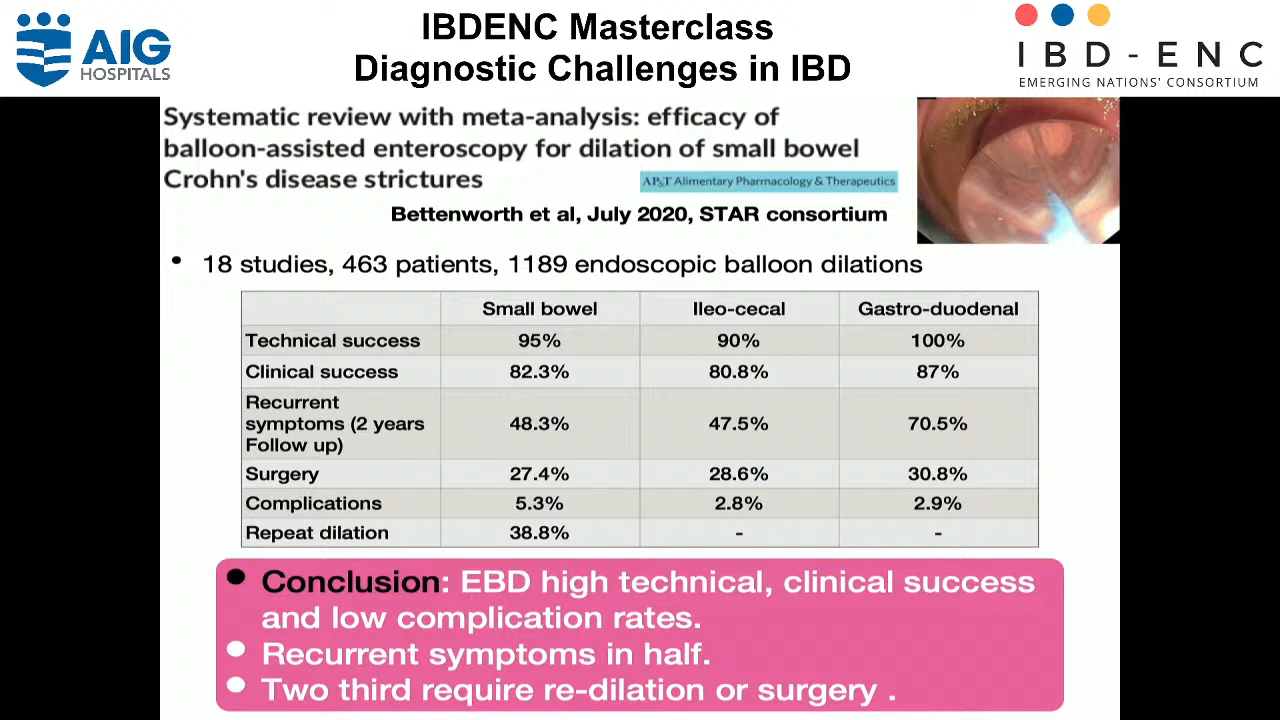 AIG
HOSPITALS
IBDENC Masterclass
Diagnostic Challenges in IBD
IBD-ENC
EMERGING NATIONS' CONSORTIUM
Systematic review with meta-analysis: efficacy of
balloon-assisted enteroscopy for dilation of small bowel
Crohn's disease strictures
AP&T Alimentary Pharmacology & Therapeutics
Bettenworth et al, July 2020, STAR consortium
• 18 studies, 463 patients, 1189 endoscopic balloon dilations
Small bowel Ileo-cecal Gastro-duodenal
Technical success 95% 90% 100%
Clinical success 82.3% 80.8% 87%
Recurrent
symptoms (2 years
Follow up) 48.3% 47.5% 70.5%
Surgery 27.4% 28.6% 30.8%
Complications 5.3% 2.8% 2.9%
Repeat dilation 38.8% - -
• Conclusion: EBD high technical, clinical success
and low complication rates.
• Recurrent symptoms in half.
• Two third require re-dilation or surgery .